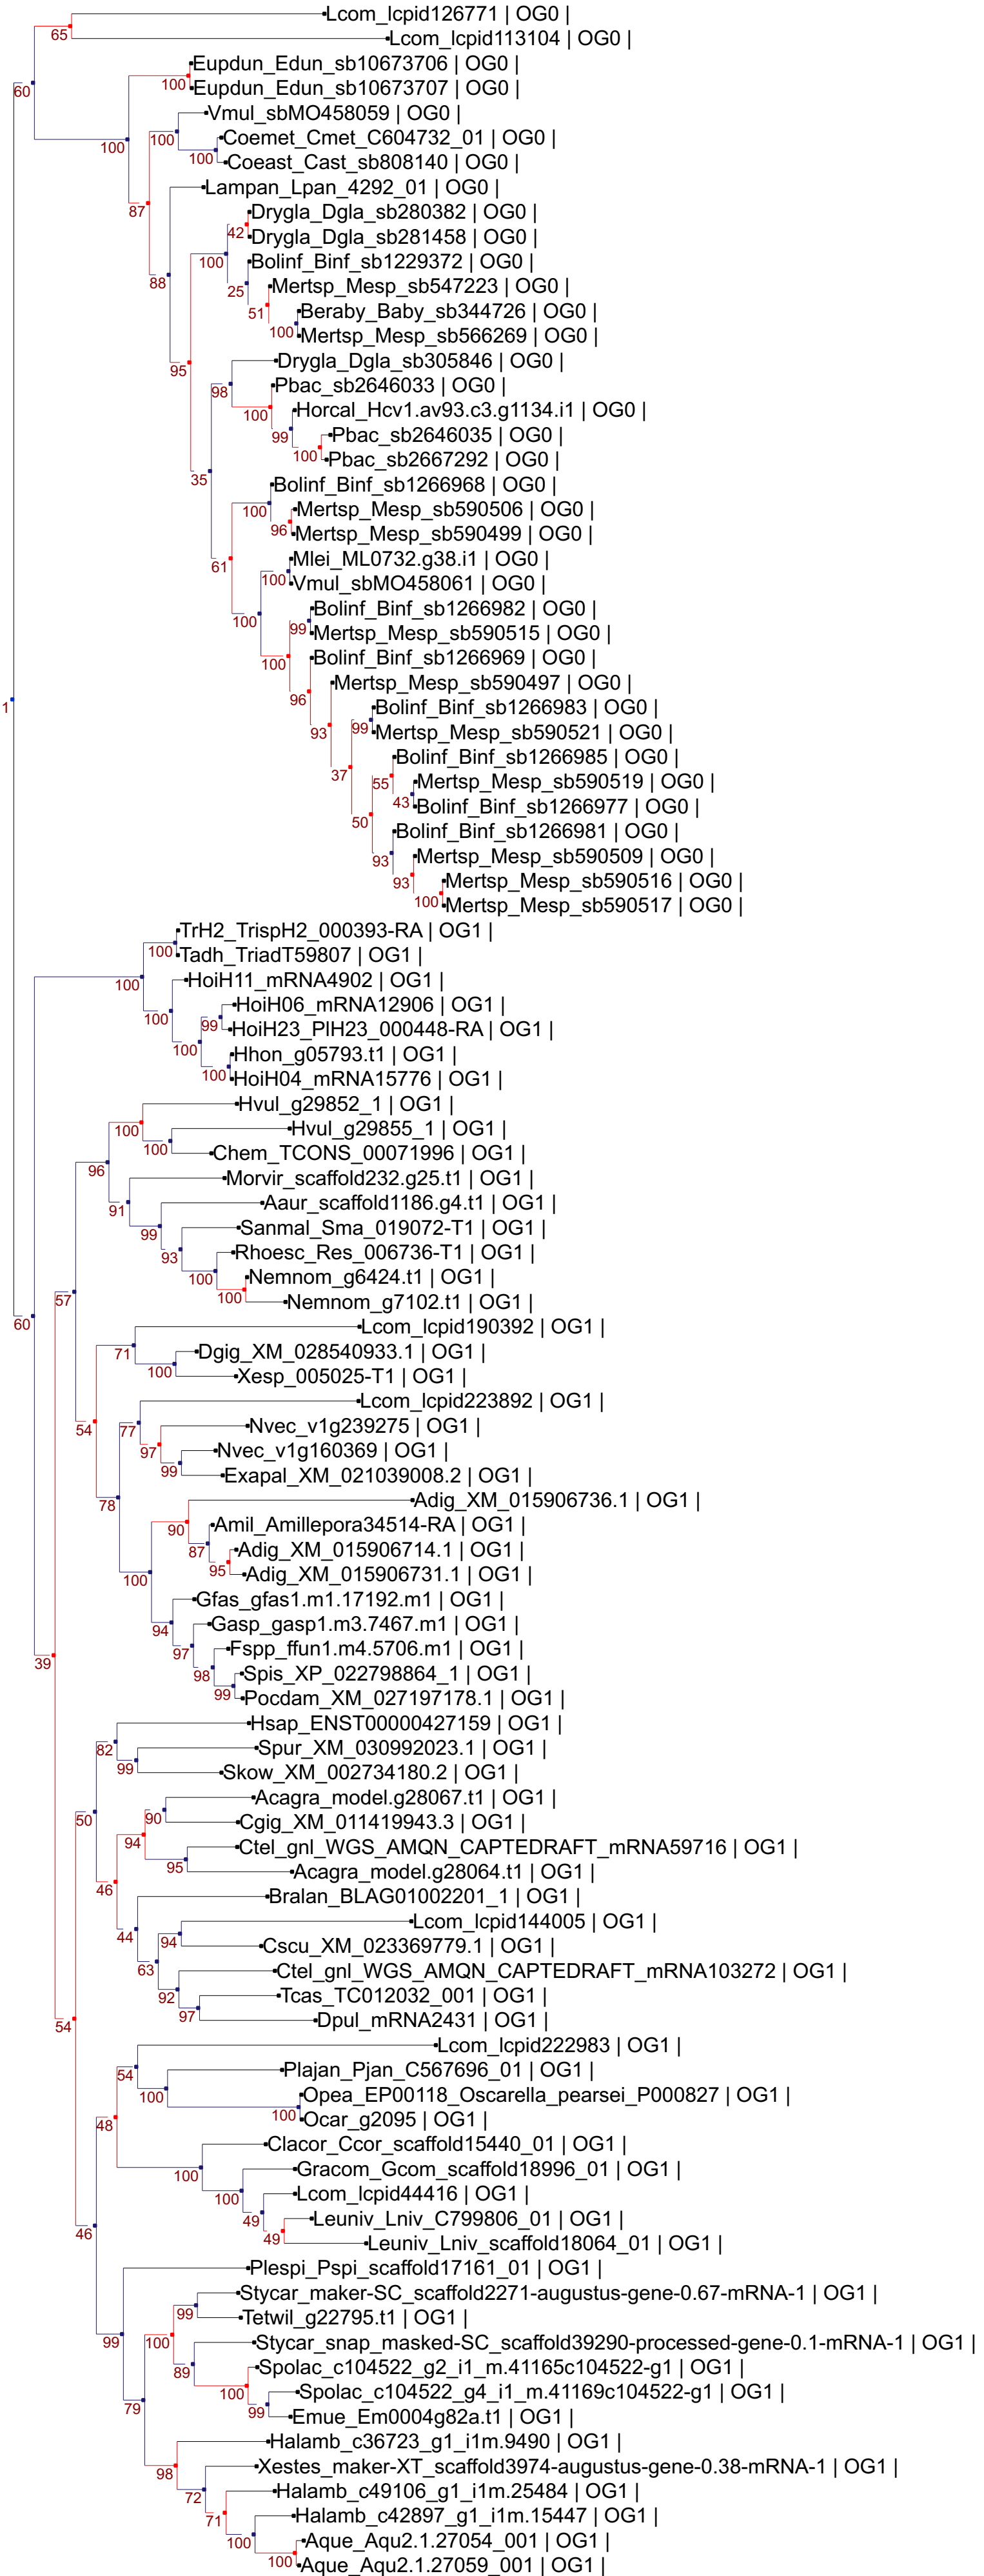 Lcom_lcpid126771 | OG0 |
65
Lcom_lcpid113104 | OG0 |
Eupdun_Edun_sb10673706 | OG0 |
100
60
Eupdun_Edun_sb10673707 | OG0 |
Vmul_sbMO458059 | OG0 |
100
Coemet_Cmet_C604732_01 | OG0 |
100
100
Coeast_Cast_sb808140 | OG0 |
Lampan_Lpan_4292_01 | OG0 |
87
Drygla_Dgla_sb280382 | OG0 |
42
Drygla_Dgla_sb281458 | OG0 |
100
Bolinf_Binf_sb1229372 | OG0 |
88
25
Mertsp_Mesp_sb547223 | OG0 |
51
Beraby_Baby_sb344726 | OG0 |
100
Mertsp_Mesp_sb566269 | OG0 |
95
Drygla_Dgla_sb305846 | OG0 |
98
Pbac_sb2646033 | OG0 |
100
Horcal_Hcv1.av93.c3.g1134.i1 | OG0 |
99
Pbac_sb2646035 | OG0 |
100
Pbac_sb2667292 | OG0 |
35
Bolinf_Binf_sb1266968 | OG0 |
100
Mertsp_Mesp_sb590506 | OG0 |
96
Mertsp_Mesp_sb590499 | OG0 |
Mlei_ML0732.g38.i1 | OG0 |
61
100
Vmul_sbMO458061 | OG0 |
Bolinf_Binf_sb1266982 | OG0 |
100
99
Mertsp_Mesp_sb590515 | OG0 |
100
Bolinf_Binf_sb1266969 | OG0 |
Mertsp_Mesp_sb590497 | OG0 |
96
1
Bolinf_Binf_sb1266983 | OG0 |
99
93
Mertsp_Mesp_sb590521 | OG0 |
Bolinf_Binf_sb1266985 | OG0 |
37
55
Mertsp_Mesp_sb590519 | OG0 |
43
Bolinf_Binf_sb1266977 | OG0 |
50
Bolinf_Binf_sb1266981 | OG0 |
93
Mertsp_Mesp_sb590509 | OG0 |
93
Mertsp_Mesp_sb590516 | OG0 |
100
Mertsp_Mesp_sb590517 | OG0 |
TrH2_TrispH2_000393-RA | OG1 |
100
Tadh_TriadT59807 | OG1 |
100
HoiH11_mRNA4902 | OG1 |
HoiH06_mRNA12906 | OG1 |
100
99
HoiH23_PlH23_000448-RA | OG1 |
100
Hhon_g05793.t1 | OG1 |
100
HoiH04_mRNA15776 | OG1 |
Hvul_g29852_1 | OG1 |
100
Hvul_g29855_1 | OG1 |
100
Chem_TCONS_00071996 | OG1 |
96
Morvir_scaffold232.g25.t1 | OG1 |
91
Aaur_scaffold1186.g4.t1 | OG1 |
99
Sanmal_Sma_019072-T1 | OG1 |
93
Rhoesc_Res_006736-T1 | OG1 |
100
Nemnom_g6424.t1 | OG1 |
100
57
Nemnom_g7102.t1 | OG1 |
60
Lcom_lcpid190392 | OG1 |
71
Dgig_XM_028540933.1 | OG1 |
100
Xesp_005025-T1 | OG1 |
Lcom_lcpid223892 | OG1 |
54
77
Nvec_v1g239275 | OG1 |
97
Nvec_v1g160369 | OG1 |
99
Exapal_XM_021039008.2 | OG1 |
78
Adig_XM_015906736.1 | OG1 |
90
Amil_Amillepora34514-RA | OG1 |
87
Adig_XM_015906714.1 | OG1 |
95
100
Adig_XM_015906731.1 | OG1 |
Gfas_gfas1.m1.17192.m1 | OG1 |
94
Gasp_gasp1.m3.7467.m1 | OG1 |
97
Fspp_ffun1.m4.5706.m1 | OG1 |
39
98
Spis_XP_022798864_1 | OG1 |
99
Pocdam_XM_027197178.1 | OG1 |
Hsap_ENST00000427159 | OG1 |
82
Spur_XM_030992023.1 | OG1 |
99
Skow_XM_002734180.2 | OG1 |
Acagra_model.g28067.t1 | OG1 |
50
90
Cgig_XM_011419943.3 | OG1 |
94
Ctel_gnl_WGS_AMQN_CAPTEDRAFT_mRNA59716 | OG1 |
95
Acagra_model.g28064.t1 | OG1 |
46
Bralan_BLAG01002201_1 | OG1 |
Lcom_lcpid144005 | OG1 |
44
94
Cscu_XM_023369779.1 | OG1 |
63
Ctel_gnl_WGS_AMQN_CAPTEDRAFT_mRNA103272 | OG1 |
92
Tcas_TC012032_001 | OG1 |
97
Dpul_mRNA2431 | OG1 |
54
Lcom_lcpid222983 | OG1 |
54
Plajan_Pjan_C567696_01 | OG1 |
100
Opea_EP00118_Oscarella_pearsei_P000827 | OG1 |
100
Ocar_g2095 | OG1 |
48
Clacor_Ccor_scaffold15440_01 | OG1 |
100
Gracom_Gcom_scaffold18996_01 | OG1 |
100
Lcom_lcpid44416 | OG1 |
49
Leuniv_Lniv_C799806_01 | OG1 |
46
49
Leuniv_Lniv_scaffold18064_01 | OG1 |
Plespi_Pspi_scaffold17161_01 | OG1 |
Stycar_maker-SC_scaffold2271-augustus-gene-0.67-mRNA-1 | OG1 |
99
Tetwil_g22795.t1 | OG1 |
99
100
Stycar_snap_masked-SC_scaffold39290-processed-gene-0.1-mRNA-1 | OG1 |
89
Spolac_c104522_g2_i1_m.41165c104522-g1 | OG1 |
100
Spolac_c104522_g4_i1_m.41169c104522-g1 | OG1 |
79
99
Emue_Em0004g82a.t1 | OG1 |
Halamb_c36723_g1_i1m.9490 | OG1 |
98
Xestes_maker-XT_scaffold3974-augustus-gene-0.38-mRNA-1 | OG1 |
72
Halamb_c49106_g1_i1m.25484 | OG1 |
71
Halamb_c42897_g1_i1m.15447 | OG1 |
100
Aque_Aqu2.1.27054_001 | OG1 |
100
Aque_Aqu2.1.27059_001 | OG1 |